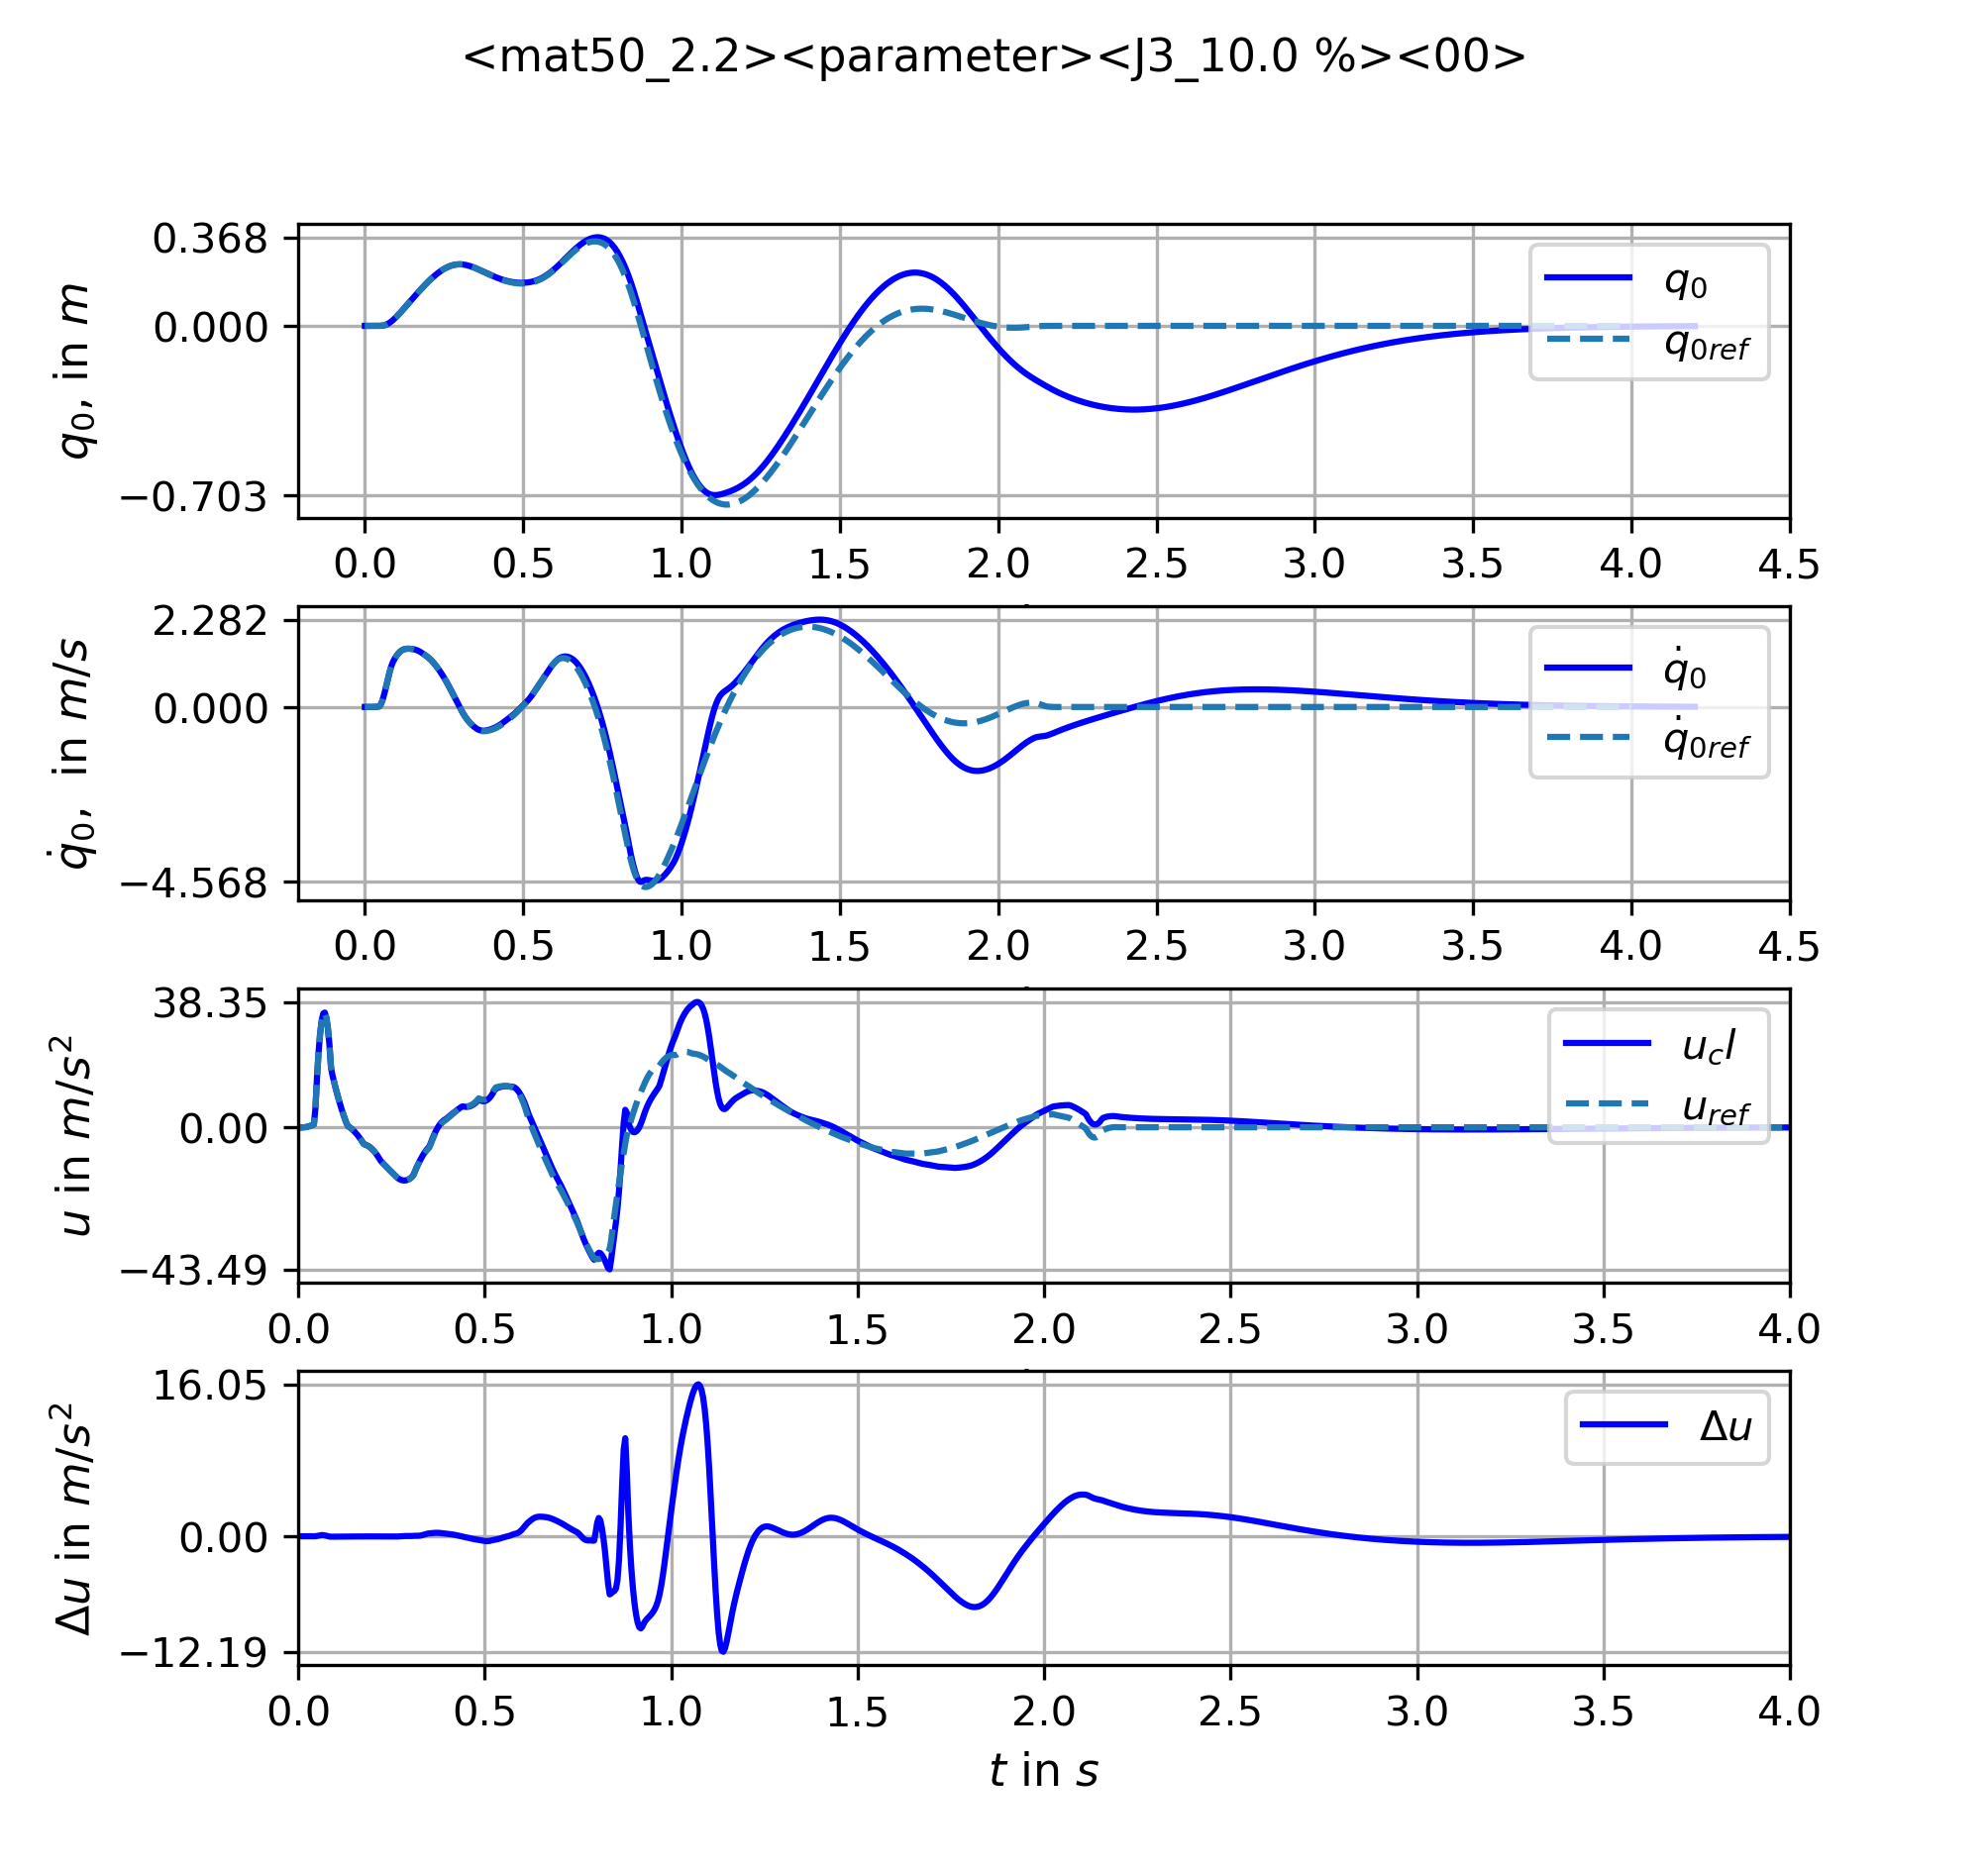 <mat50_2.2><parameter><J3_10.0 %><00>
q₀, in m
0.368
0.000
−0.703
q₀
q₀ref
0.0 0.5 1.0 1.5 2.0 2.5 3.0 3.5 4.0 4.5
q̇₀, in m/s
2.282
0.000
−4.568
q̇₀
q̇₀ref
0.0 0.5 1.0 1.5 2.0 2.5 3.0 3.5 4.0 4.5
u in m/s²
38.35
0.00
−43.49
u_cl
u_ref
0.0 0.5 1.0 1.5 2.0 2.5 3.0 3.5 4.0
Δu in m/s²
16.05
0.00
−12.19
Δu
0.0 0.5 1.0 1.5 2.0 2.5 3.0 3.5 4.0
t in s